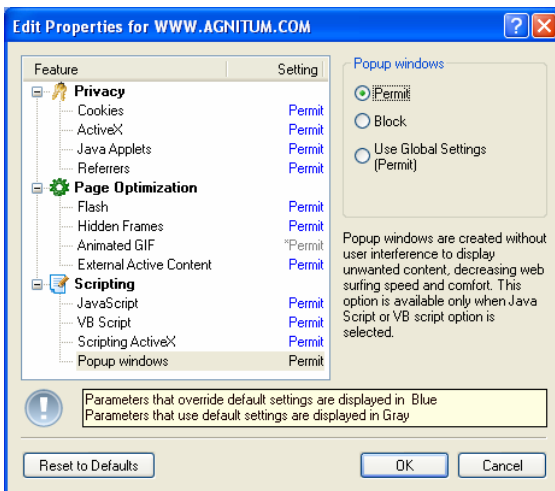 Edit Properties for WWW.AGNITUM.COM
Feature Setting
Privacy
Cookies Permit
ActiveX Permit
Java Applets Permit
Referrers Permit
Page Optimization
Flash Permit
Hidden Frames Permit
Animated GIF *Permit
External Active Content Permit
Scripting
JavaScript Permit
VB Script Permit
Scripting ActiveX Permit
Popup windows Permit
Popup windows
Permit
Block
Use Global Settings
(Permit)
Popup windows are created without
user interference to display
unwanted content, decreasing web
surfing speed and comfort. This
option is available only when Java
Script or VB script option is
selected.
Parameters that override default settings are displayed in Blue
Parameters that use default settings are displayed in Gray
Reset to Defaults
OK
Cancel